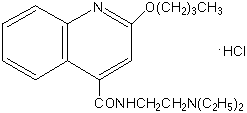 N O(CH₂)₃CH₃
·HCl
CONHCH₂CH₂N(C₂H₅)₂